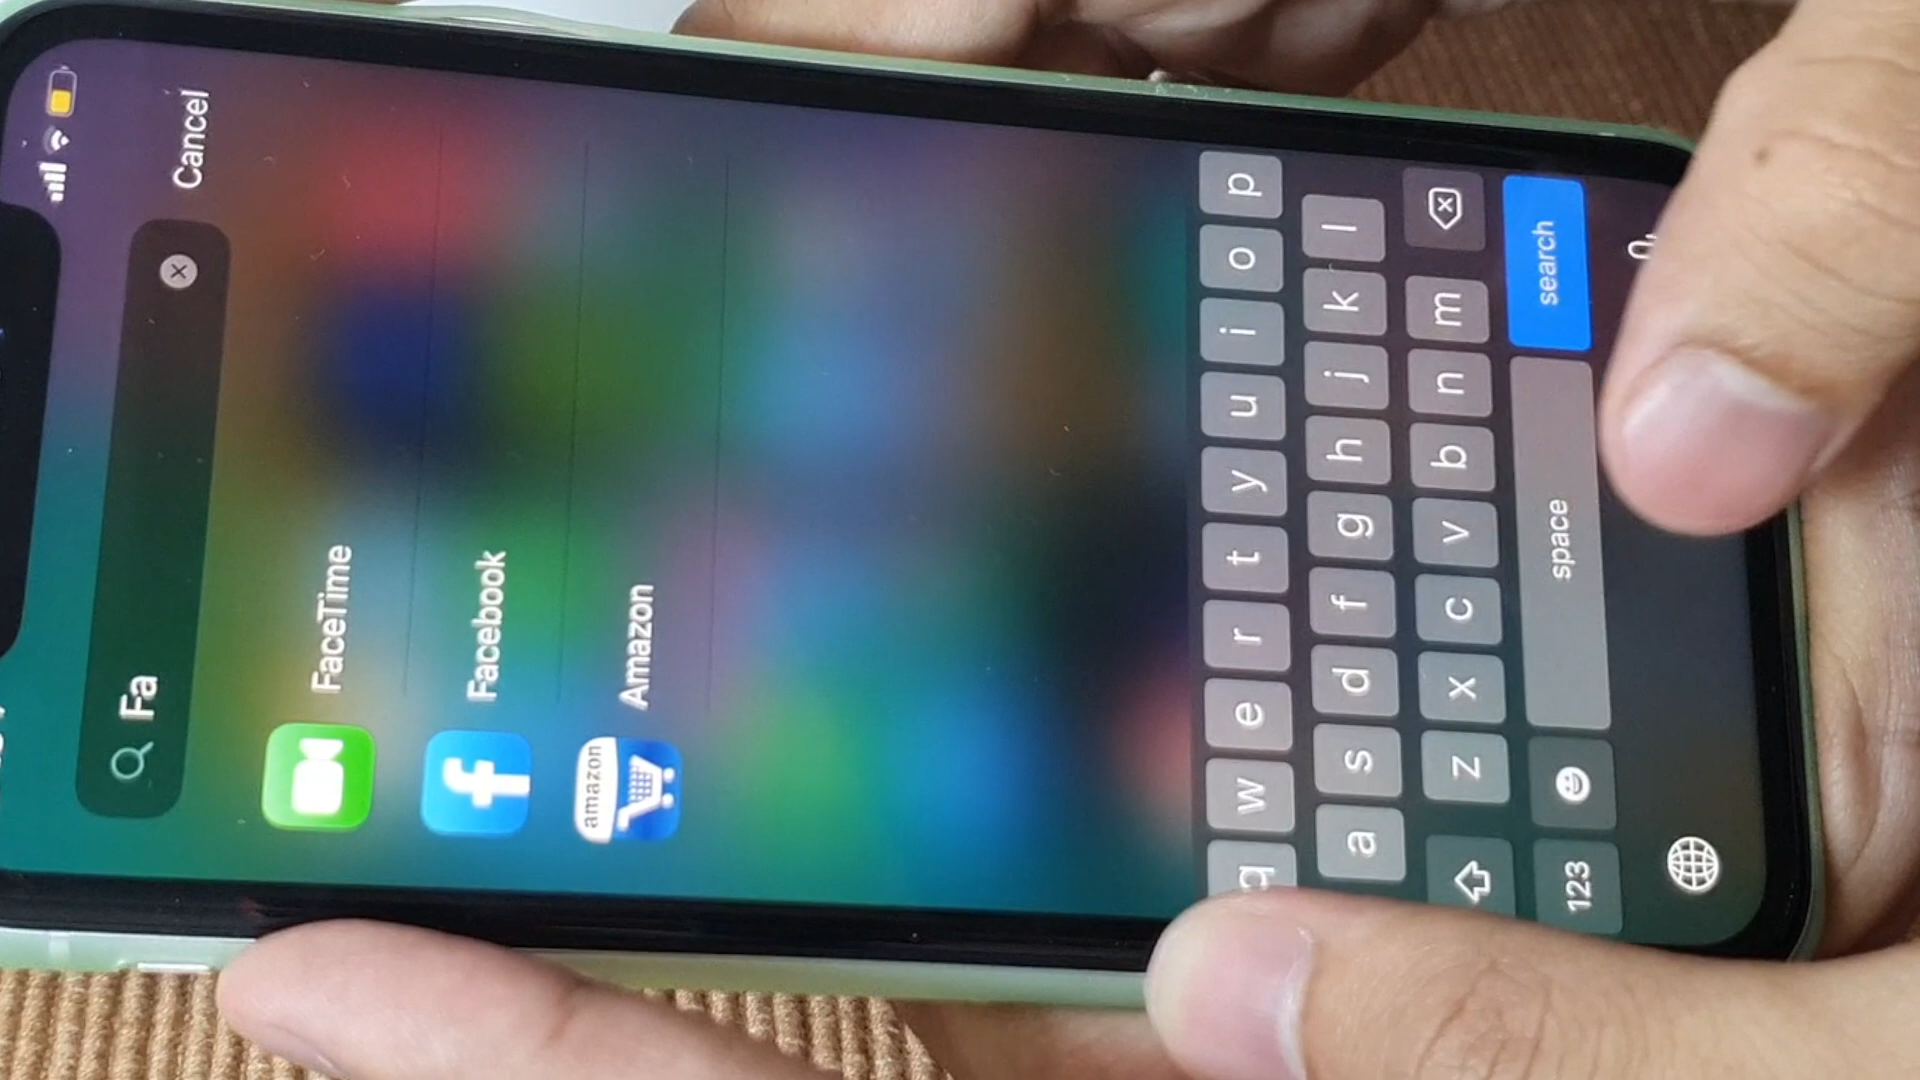 Fa
Cancel
FaceTime
Facebook
amazon
Amazon
q w e r t y u i o p
a s d f g h j k l
z x c v b n m
123
space
search